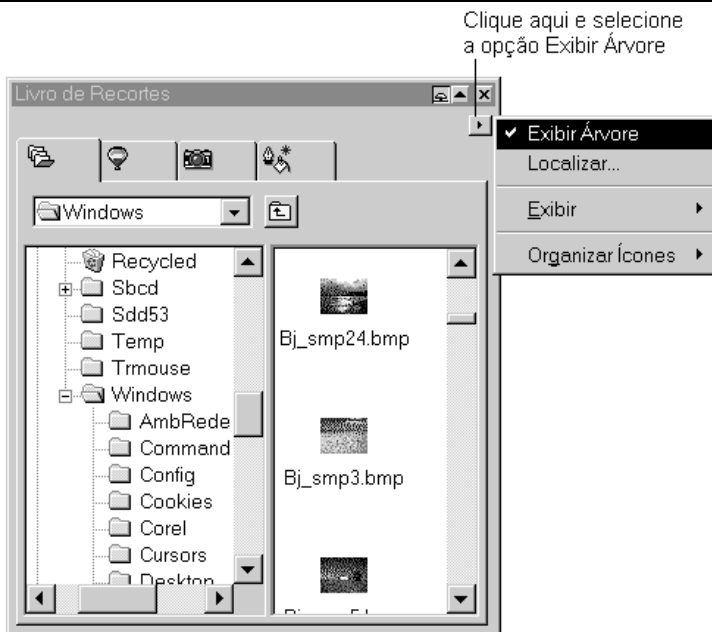 Clique aqui e selecione
a opção Exibir Árvore
Livro de Recortes
Exibir Árvore
Localizar...
Exibir
Organizar Ícones
Windows
Recycled
Sbcd
Sdd53
Temp
Trmouse
Windows
AmbRede
Command
Config
Cookies
Corel
Cursors
Desktop
Bj_smp24.bmp
Bj_smp3.bmp